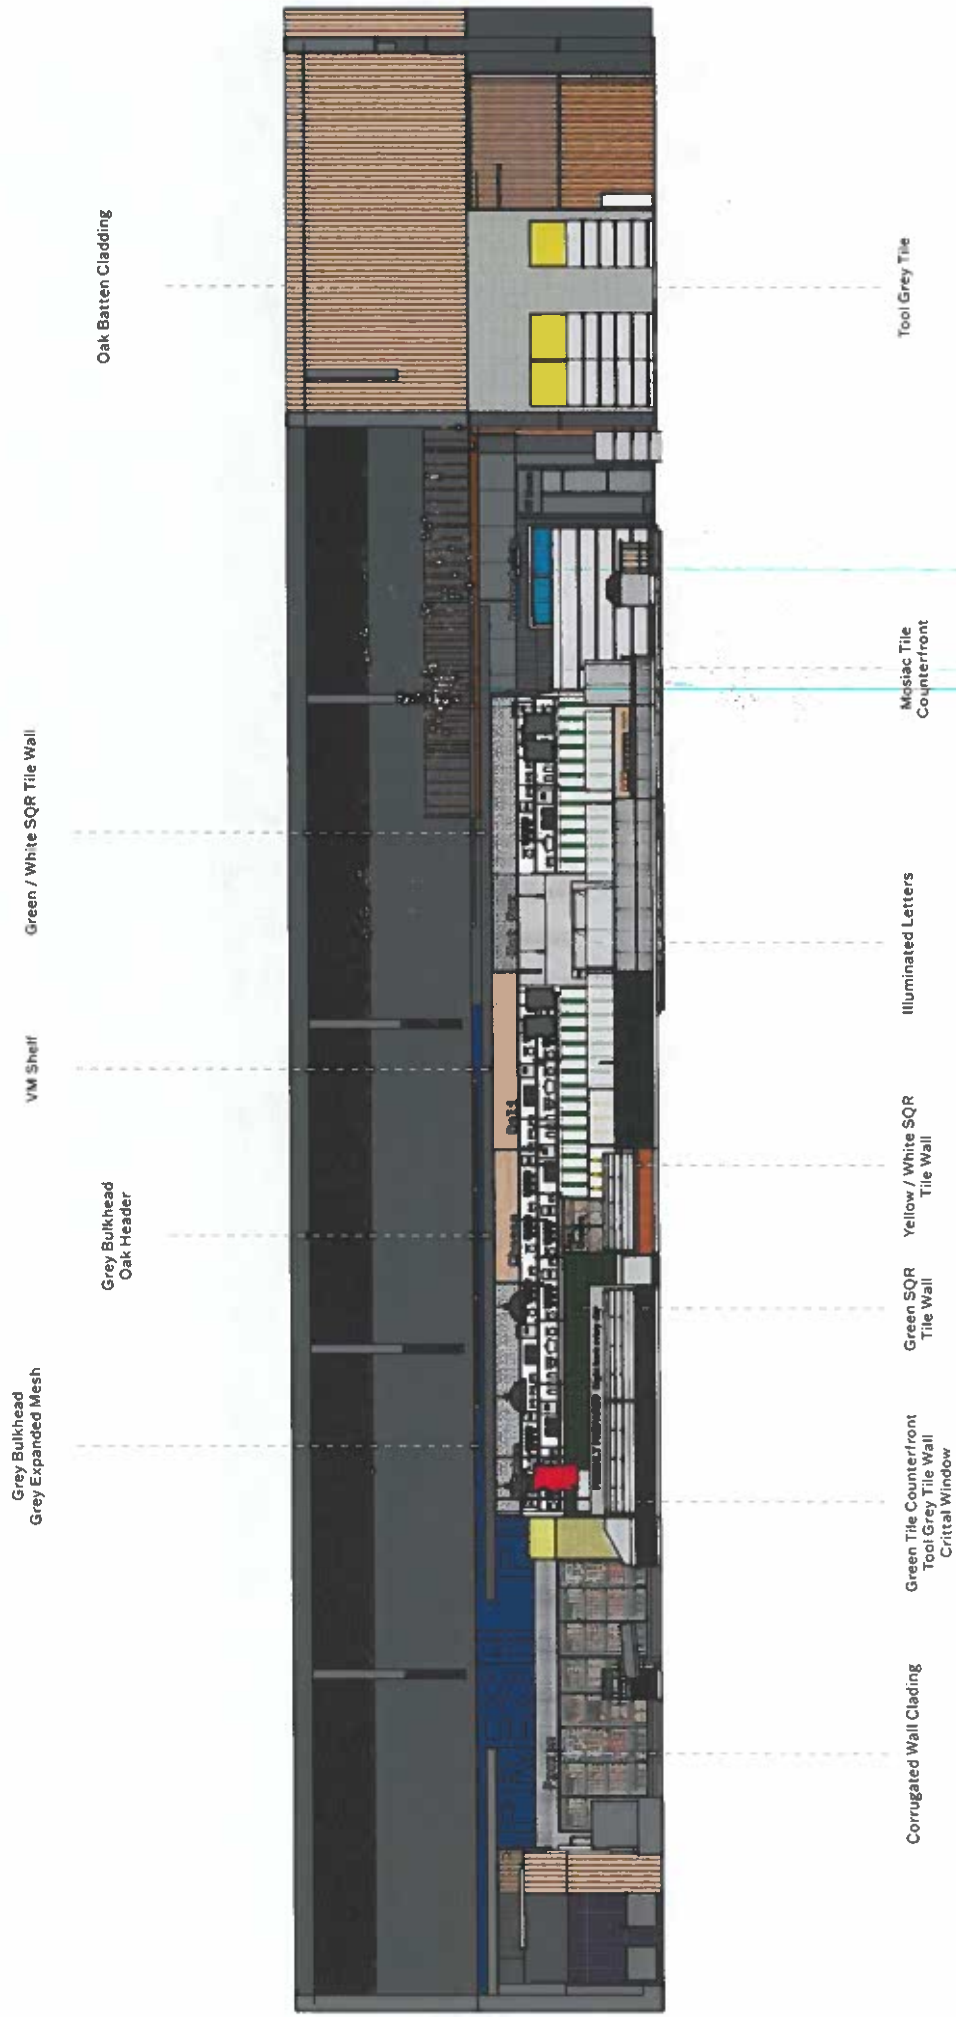 Grey Bulkhead
Grey Expanded Mesh
Grey Bulkhead
Oak Header
VM Shelf
Green / White SQR Tile Wall
Oak Batten Cladding
Cheese
Deli
Corrugated Wall Clading
Green Tile Counterfront
Tool Grey Tile Wall
Crittal Window
Green SQR
Tile Wall
Yellow / White SQR
Tile Wall
Illuminated Letters
Mosiac Tile
Counterfront
Tool Grey Tile